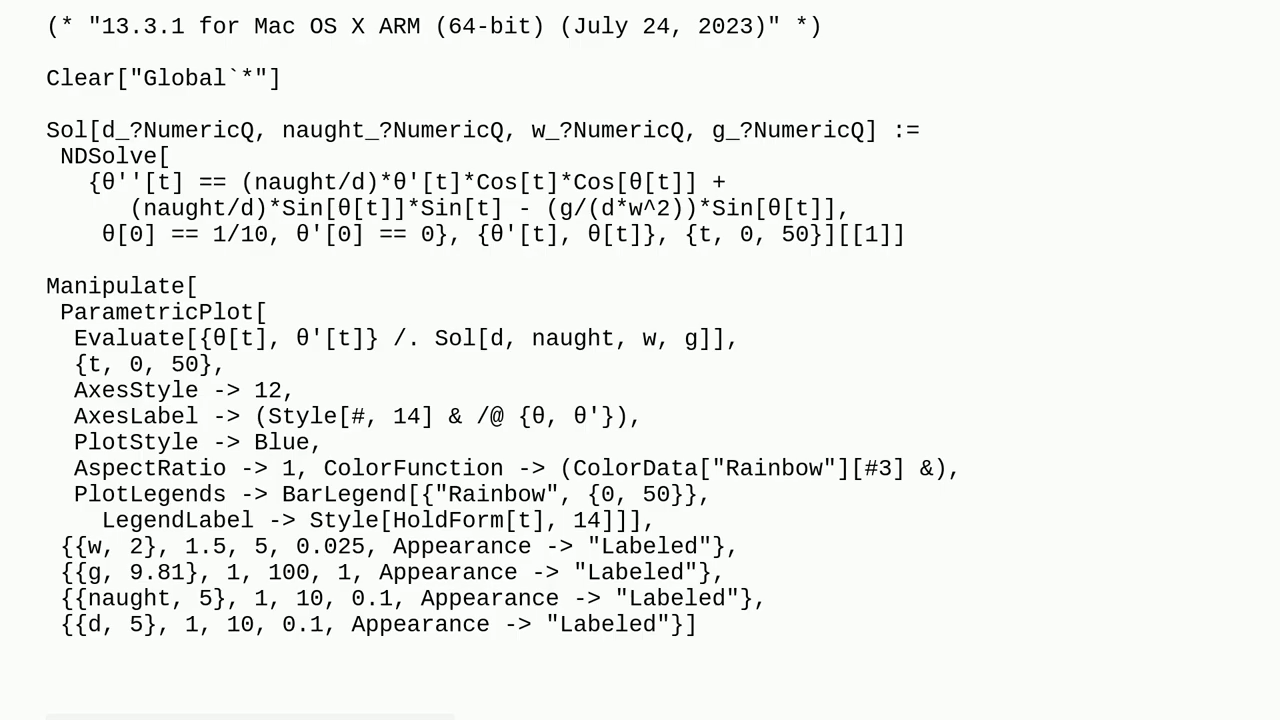 (* "13.3.1 for Mac OS X ARM (64-bit) (July 24, 2023)" *)
Clear["Global`*"]
Sol[d_?NumericQ, naught_?NumericQ, w_?NumericQ, g_?NumericQ] :=
NDSolve[
{θ''[t] == (naught/d)*θ'[t]*Cos[t]*Cos[θ[t]] +
(naught/d)*Sin[θ[t]]*Sin[t] - (g/(d*w^2))*Sin[θ[t]],
θ[0] == 1/10, θ'[0] == 0}, {θ'[t], θ[t]}, {t, 0, 50}][[1]]
Manipulate[
ParametricPlot[
Evaluate[{θ[t], θ'[t]} /. Sol[d, naught, w, g]],
{t, 0, 50},
AxesStyle -> 12,
AxesLabel -> (Style[#, 14] & /@ {θ, θ'}),
PlotStyle -> Blue,
AspectRatio -> 1, ColorFunction -> (ColorData["Rainbow"][#3] &),
PlotLegends -> BarLegend[{"Rainbow", {0, 50}},
LegendLabel -> Style[HoldForm[t], 14]]],
{{w, 2}, 1.5, 5, 0.025, Appearance -> "Labeled"},
{{g, 9.81}, 1, 100, 1, Appearance -> "Labeled"},
{{naught, 5}, 1, 10, 0.1, Appearance -> "Labeled"},
{{d, 5}, 1, 10, 0.1, Appearance -> "Labeled"}]